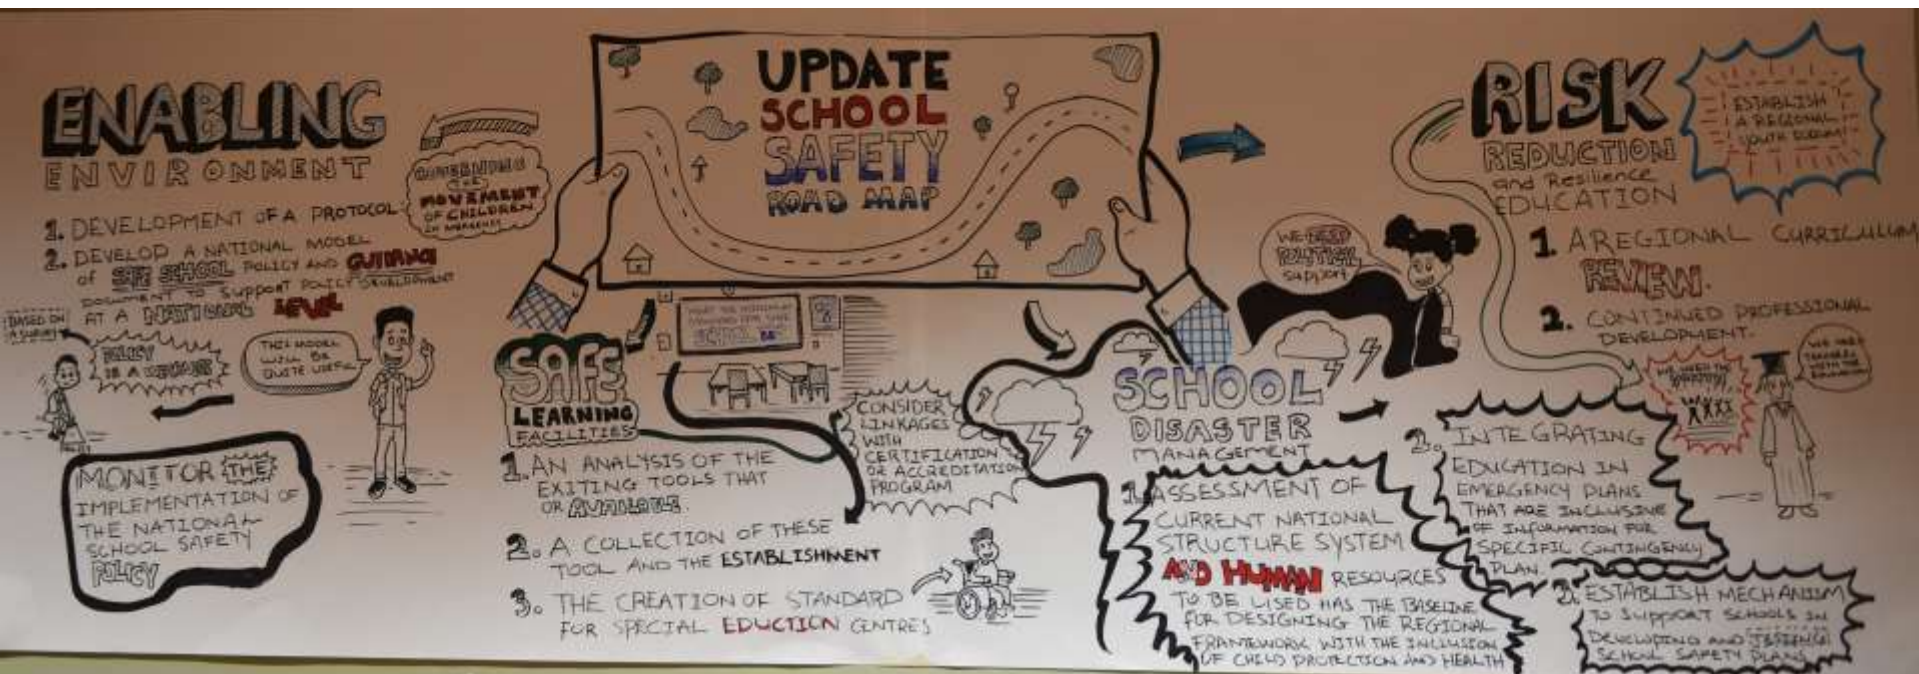 ENABLING
ENVIRONMENT
1. DEVELOPMENT OF A PROTOCOL
GOVERNING
THE
MOVEMENT
OF CHILDREN
2. DEVELOP A NATIONAL MODEL
of SAFE SCHOOL POLICY AND
DOCUMENT TO SUPPORT POLICY DEVELOPMENT
AT A NATIONAL LEVEL
BASED ON
A SURVEY
POLICY
IS A
THIS MODEL
WILL BE
QUITE USEFUL
MONITOR THE
IMPLEMENTATION OF
THE NATIONAL
SCHOOL SAFETY
POLICY
UPDATE
SCHOOL
SAFETY
ROAD MAP
SAFE
LEARNING
FACILITIES
SCHOOL
1. AN ANALYSIS OF THE
EXITING TOOLS THAT
OR AVAILABLE
2. A COLLECTION OF THESE
TOOL AND THE ESTABLISHMENT
3. THE CREATION OF STANDARD
FOR SPECIAL EDUCTION CENTRES
CONSIDER
LINKAGES
WITH
CERTIFICATION
OR ACCREDITATION
PROGRAM
WE
POLITICAL
support
SCHOOL
DISASTER
MANAGEMENT
1. ASSESSMENT OF
CURRENT NATIONAL
STRUCTURE SYSTEM
AND HUMAN RESOURCES
TO BE USED HAS THE BASELINE
FOR DESIGNING THE REGIONAL
FRAMEWORK WITH THE INCLUSION
OF CHILD PROTECTION AND HEALTH
2. INTEGRATING
EDUCATION IN
EMERGENCY PLANS
THAT ARE INCLUSIVE
OF INFORMATION FOR
SPECIFIC CONTINGENCY
PLAN.
3. ESTABLISH MECHANISM
TO SUPPORT SCHOOLS IN
DEVELOPING AND TESTING
SCHOOL SAFETY PLANS
RISK
REDUCTION
and Resilience
EDUCATION
ESTABLISH
A REGIONAL
YOUTH FORUM
1. A REGIONAL CURRICULUM
REVIEW.
2. CONTINUED PROFESSIONAL
DEVELOPMENT.